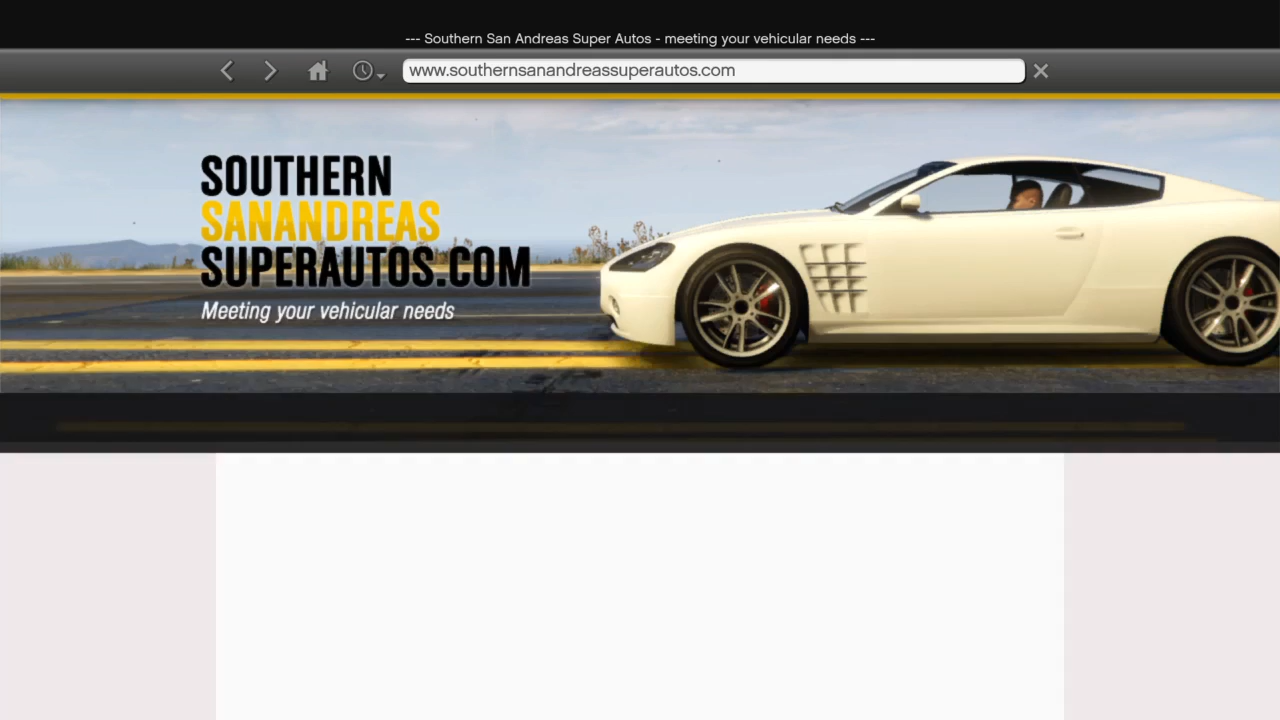 --- Southern San Andreas Super Autos - meeting your vehicular needs ---
www.southernsanandreassuperautos.com
SOUTHERN
SANANDREAS
SUPERAUTOS.COM
Meeting your vehicular needs